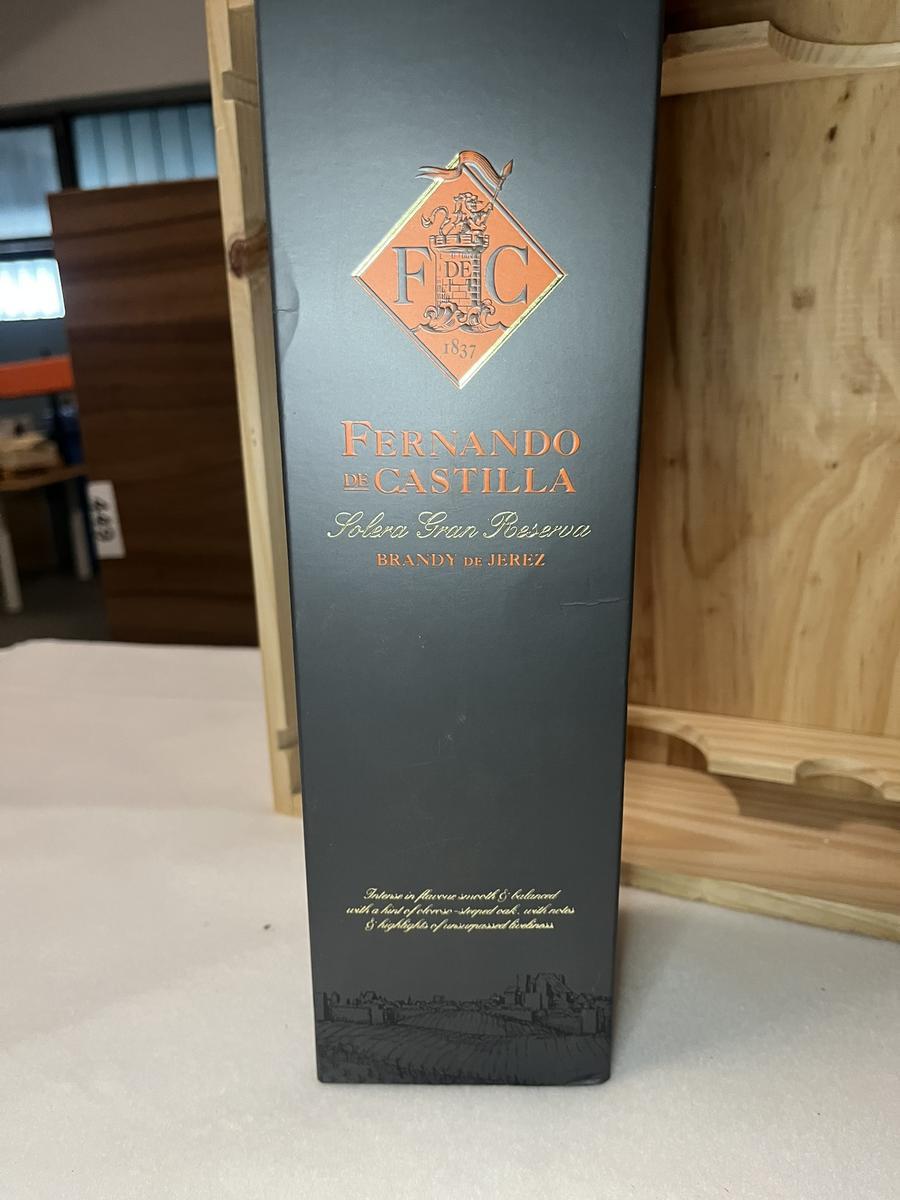 F DE C
1837
FERNANDO
DE CASTILLA
Solera Gran Reserva
BRANDY DE JEREZ
Intense in flavour smooth & balanced
with a hint of oloroso-steeped oak, with notes
& highlights of unsurpassed liveliness
449